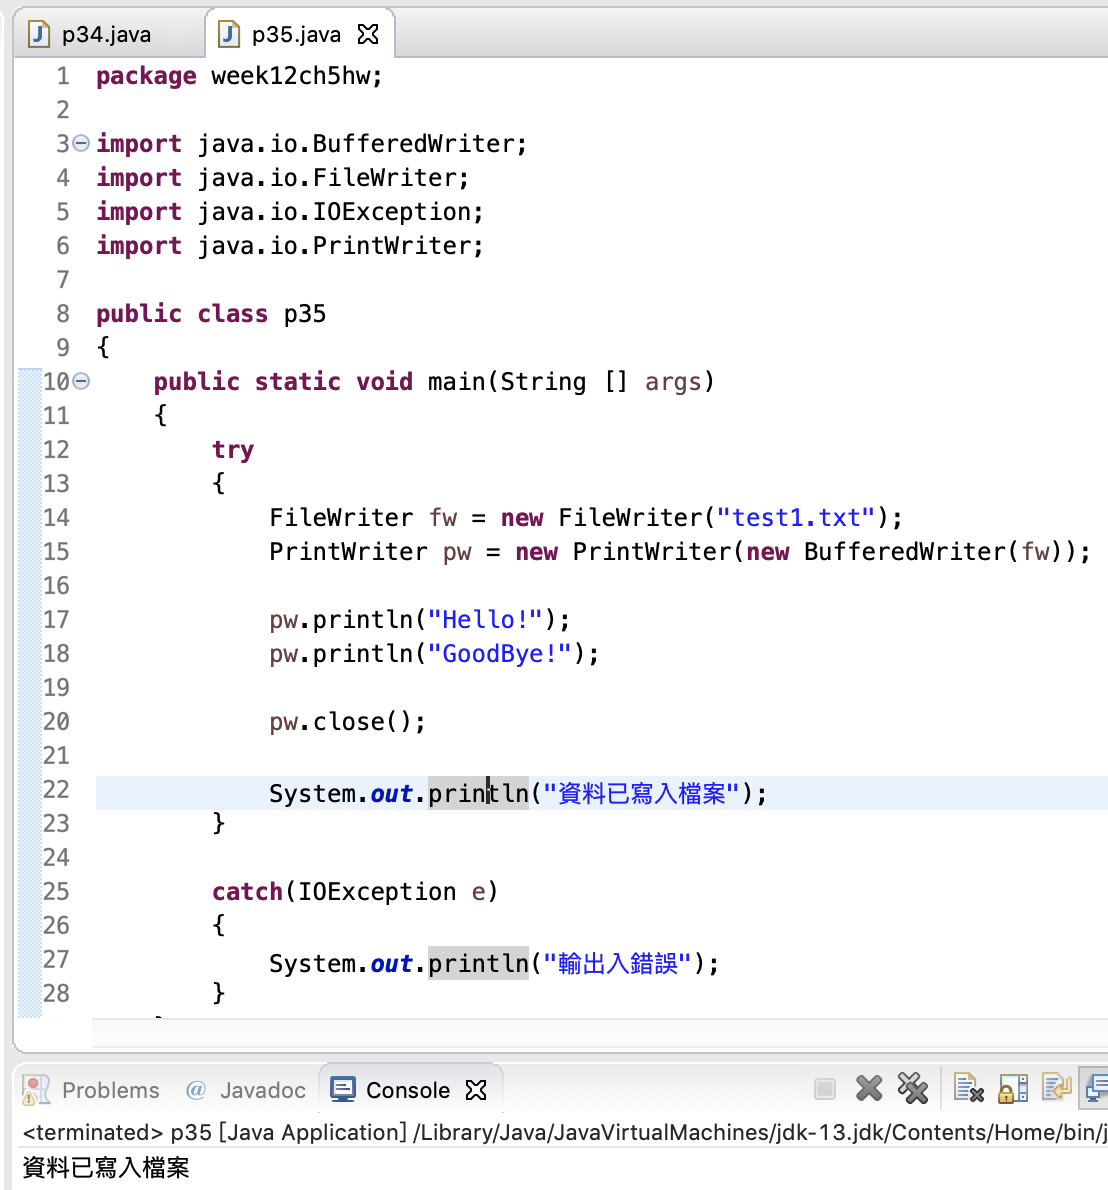 p34.java p35.java
1 package week12ch5hw;
2
3 import java.io.BufferedWriter;
4 import java.io.FileWriter;
5 import java.io.IOException;
6 import java.io.PrintWriter;
7
8 public class p35
9 {
10 public static void main(String [] args)
11 {
12 try
13 {
14 FileWriter fw = new FileWriter("test1.txt");
15 PrintWriter pw = new PrintWriter(new BufferedWriter(fw));
16
17 pw.println("Hello!");
18 pw.println("GoodBye!");
19
20 pw.close();
21
22 System.out.println("資料已寫入檔案");
23 }
24
25 catch(IOException e)
26 {
27 System.out.println("輸出入錯誤");
28 }
Problems @ Javadoc Console
<terminated> p35 [Java Application] /Library/Java/JavaVirtualMachines/jdk-13.jdk/Contents/Home/bin/j
資料已寫入檔案